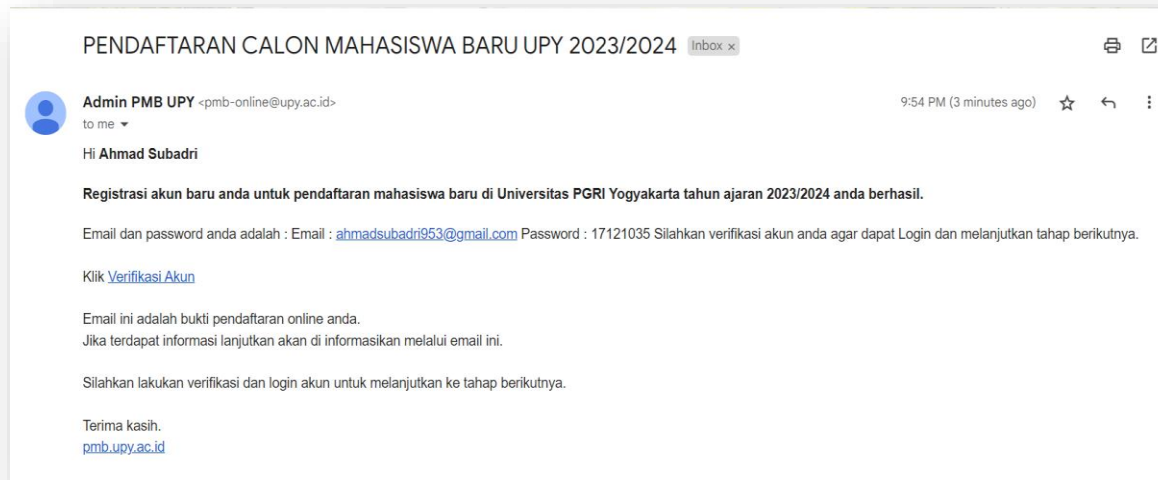 PENDAFTARAN CALON MAHASISWA BARU UPY 2023/2024 Inbox x
Admin PMB UPY <pmb-online@upy.ac.id> 9:54 PM (3 minutes ago)
to me
Hi Ahmad Subadri
Registrasi akun baru anda untuk pendaftaran mahasiswa baru di Universitas PGRI Yogyakarta tahun ajaran 2023/2024 anda berhasil.
Email dan password anda adalah : Email : ahmadsubadri953@gmail.com Password : 17121035 Silahkan verifikasi akun anda agar dapat Login dan melanjutkan tahap berikutnya.
Klik Verifikasi Akun
Email ini adalah bukti pendaftaran online anda.
Jika terdapat informasi lanjutkan akan di informasikan melalui email ini.
Silahkan lakukan verifikasi dan login akun untuk melanjutkan ke tahap berikutnya.
Terima kasih.
pmb.upy.ac.id